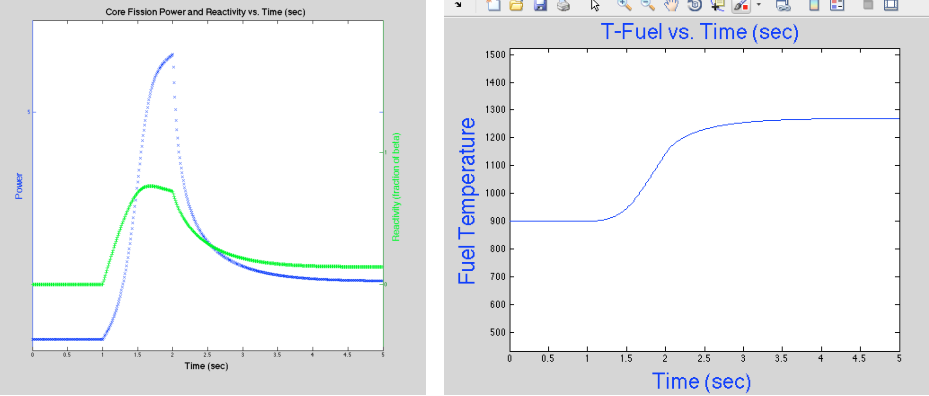 Core Fission Power and Reactivity vs. Time (sec)
Power
5
Reactivity (fraction of beta)
1
0
0 0.5 1 1.5 2 2.5 3 3.5 4 4.5 5
Time (sec)
T-Fuel vs. Time (sec)
Fuel Temperature
1500
1400
1300
1200
1100
1000
900
800
700
600
500
0 0.5 1 1.5 2 2.5 3 3.5 4 4.5 5
Time (sec)